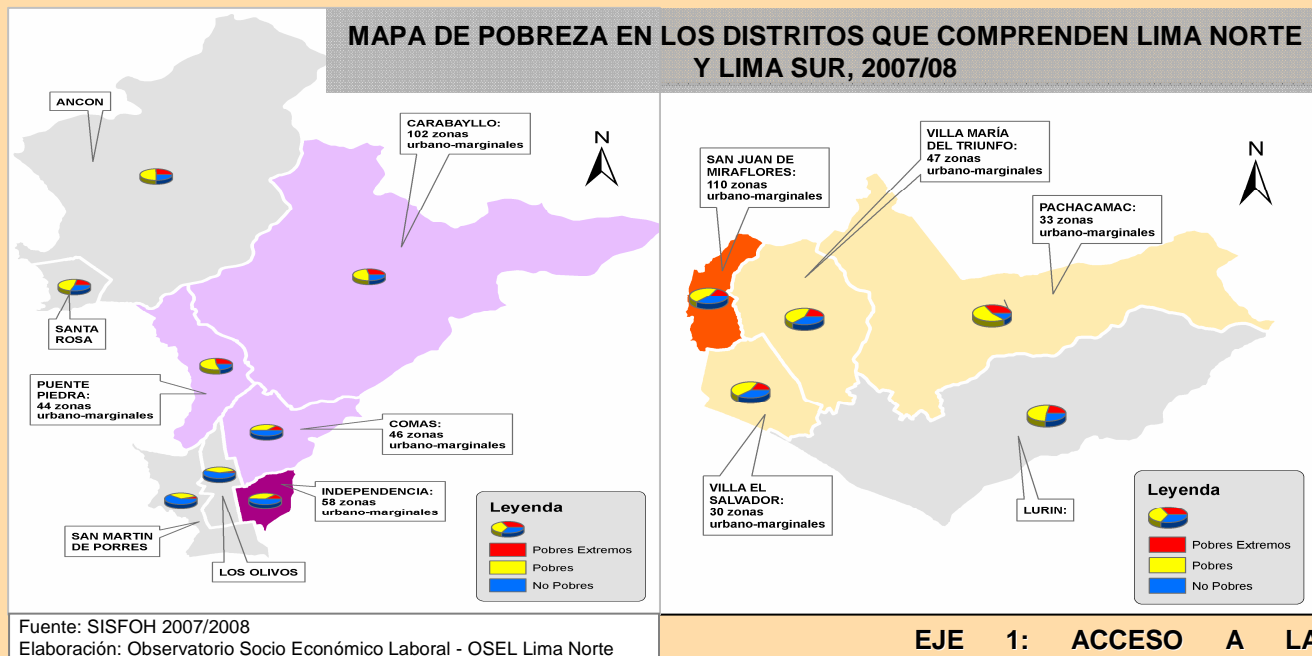 MAPA DE POBREZA EN LOS DISTRITOS QUE COMPRENDEN LIMA NORTE
Y LIMA SUR, 2007/08
ANCON
CARABAYLLO:
102 zonas
urbano-marginales
N
SANTA
ROSA
PUENTE
PIEDRA:
44 zonas
urbano-marginales
COMAS:
46 zonas
urbano-marginales
INDEPENDENCIA:
58 zonas
urbano-marginales
SAN MARTIN
DE PORRES
LOS OLIVOS
Leyenda
Pobres Extremos
Pobres
No Pobres
SAN JUAN DE
MIRAFLORES:
110 zonas
urbano-marginales
VILLA MARÍA
DEL TRIUNFO:
47 zonas
urbano-marginales
PACHACAMAC:
33 zonas
urbano-marginales
N
VILLA EL
SALVADOR:
30 zonas
urbano-marginales
LURIN:
Leyenda
Pobres Extremos
Pobres
No Pobres
Fuente: SISFOH 2007/2008
Elaboración: Observatorio Socio Económico Laboral - OSEL Lima Norte
EJE 1: ACCESO A LA